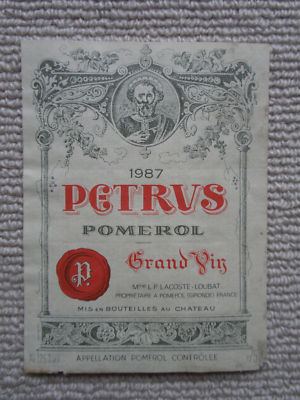 1987
PETRVS
POMEROL
Grand Vin
P.
MME L.P. LACOSTE-LOUBAT
PROPRIÉTAIRE A POMEROL (GIRONDE) FRANCE
MIS EN BOUTEILLES AU CHATEAU
APPELLATION POMEROL CONTRÔLÉE